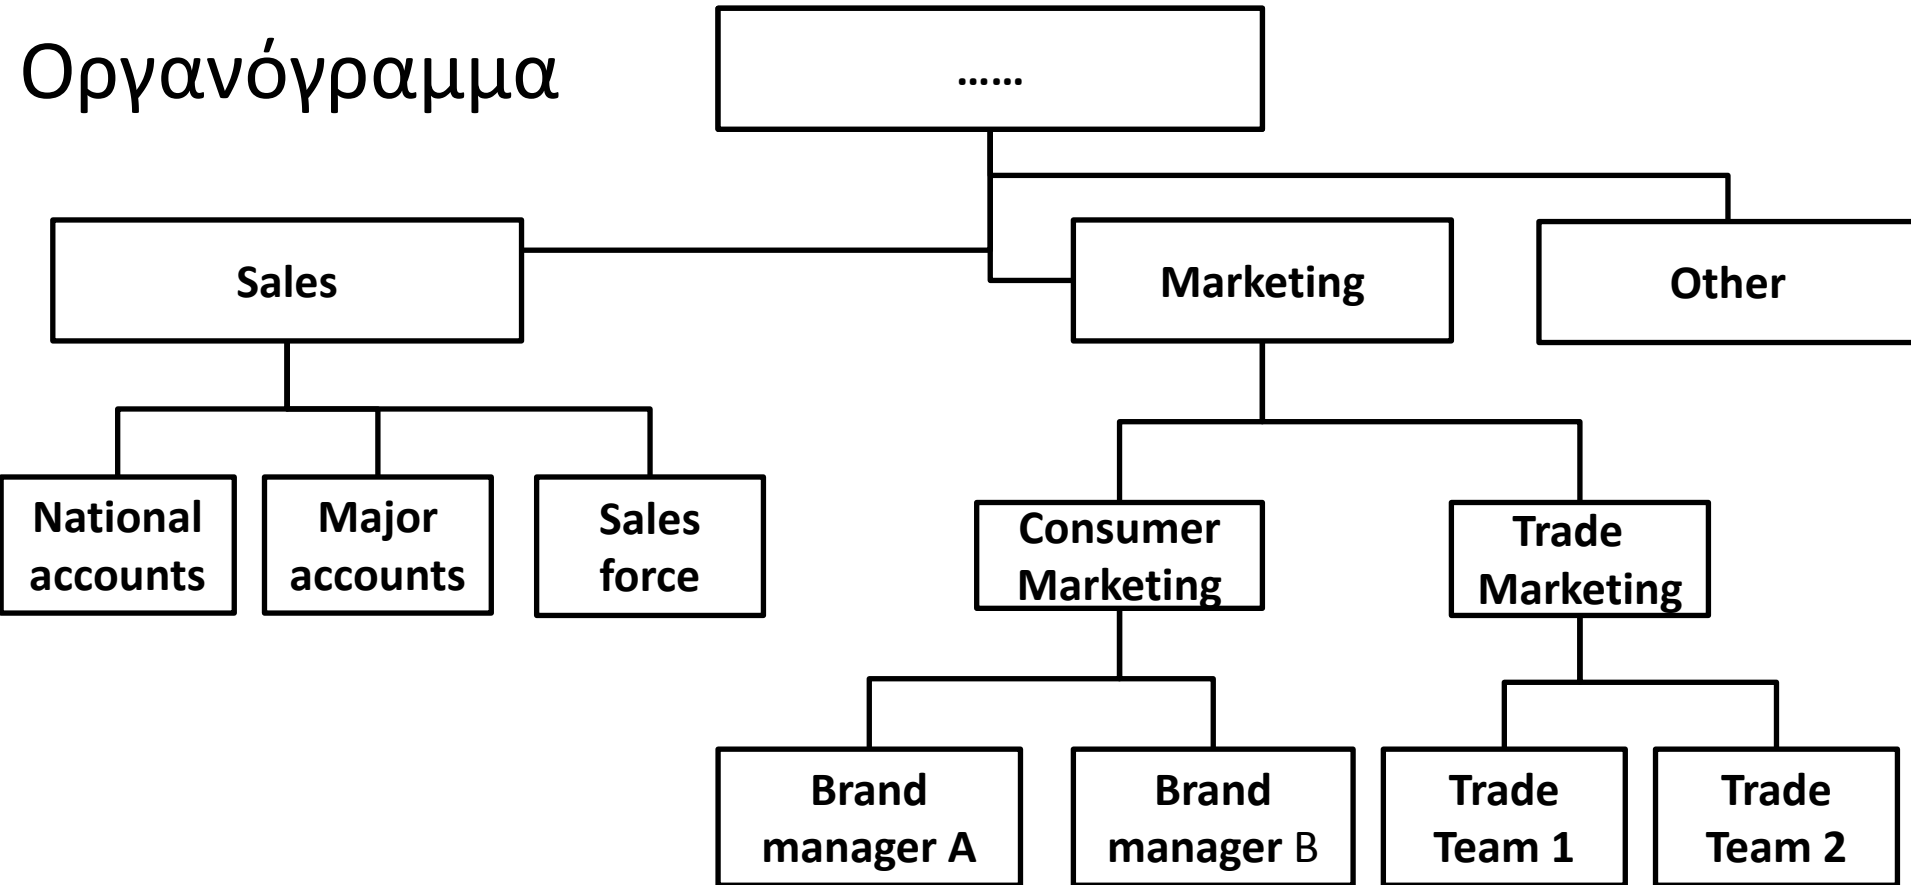 Οργανόγραμμα
......
Sales
Marketing
Other
National
accounts
Major
accounts
Sales
force
Consumer
Marketing
Trade
Marketing
Brand
manager A
Brand
manager B
Trade
Team 1
Trade
Team 2